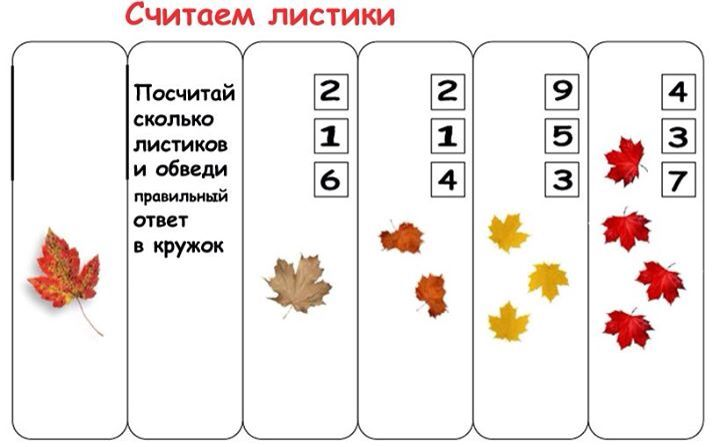 Считаем листики
Посчитай
сколько
листиков
и обведи
правильный
ответ
в кружок
2
1
6
2
1
4
9
5
3
4
3
7